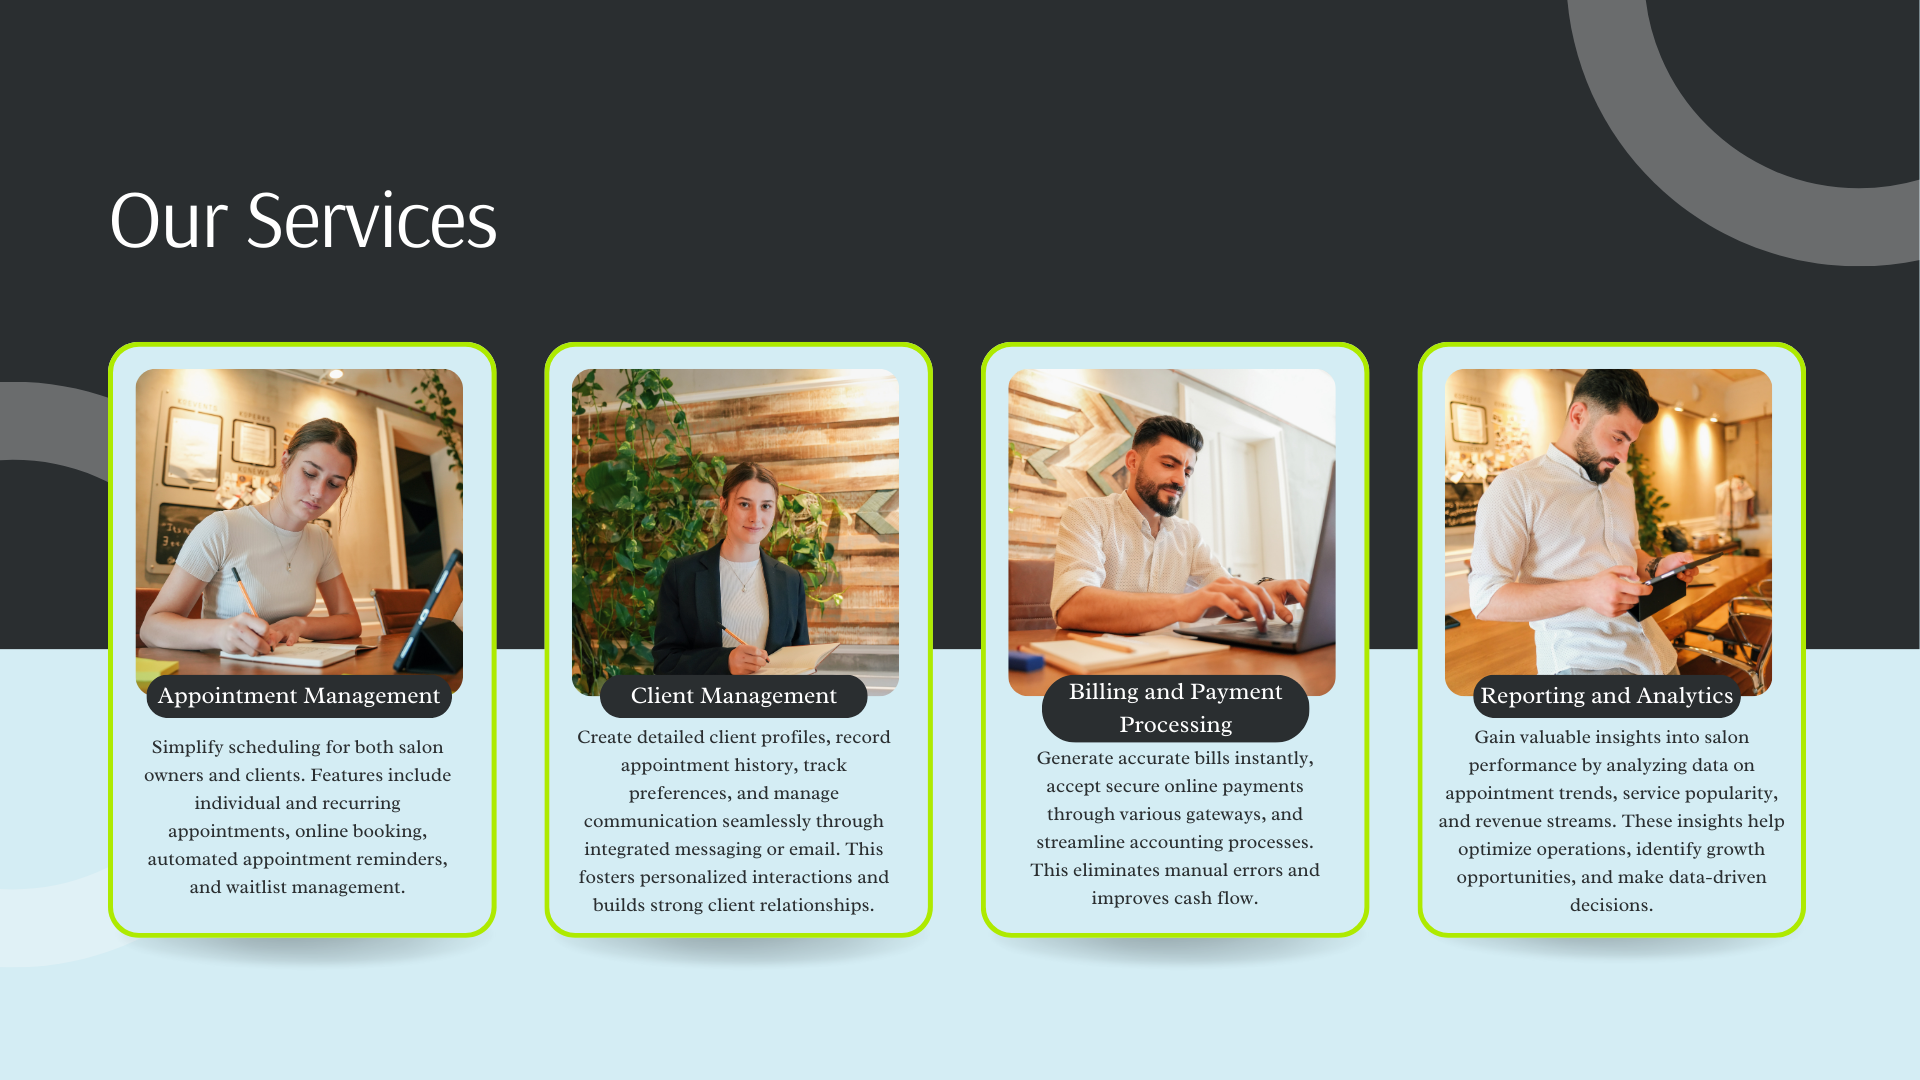 Our Services
KOEVENTS
KOPERKS
KONEWS
Appointment Management
Simplify scheduling for both salon
owners and clients. Features include
individual and recurring
appointments, online booking,
automated appointment reminders,
and waitlist management.
Client Management
Create detailed client profiles, record
appointment history, track
preferences, and manage
communication seamlessly through
integrated messaging or email. This
fosters personalized interactions and
builds strong client relationships.
Billing and Payment
Processing
Generate accurate bills instantly,
accept secure online payments
through various gateways, and
streamline accounting processes.
This eliminates manual errors and
improves cash flow.
Reporting and Analytics
Gain valuable insights into salon
performance by analyzing data on
appointment trends, service popularity,
and revenue streams. These insights help
optimize operations, identify growth
opportunities, and make data-driven
decisions.